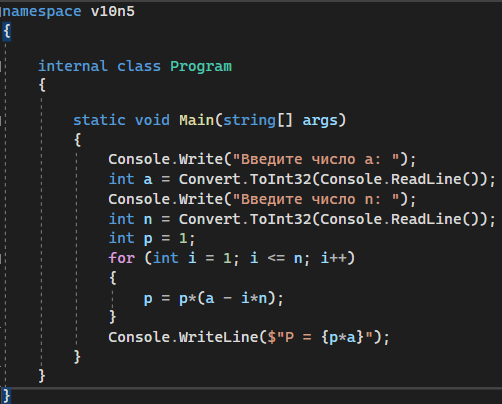 namespace v10n5
{
internal class Program
{
static void Main(string[] args)
{
Console.Write("Введите число a: ");
int a = Convert.ToInt32(Console.ReadLine());
Console.Write("Введите число n: ");
int n = Convert.ToInt32(Console.ReadLine());
int p = 1;
for (int i = 1; i <= n; i++)
{
p = p*(a - i*n);
}
Console.WriteLine($"P = {p*a}");
}
}
}